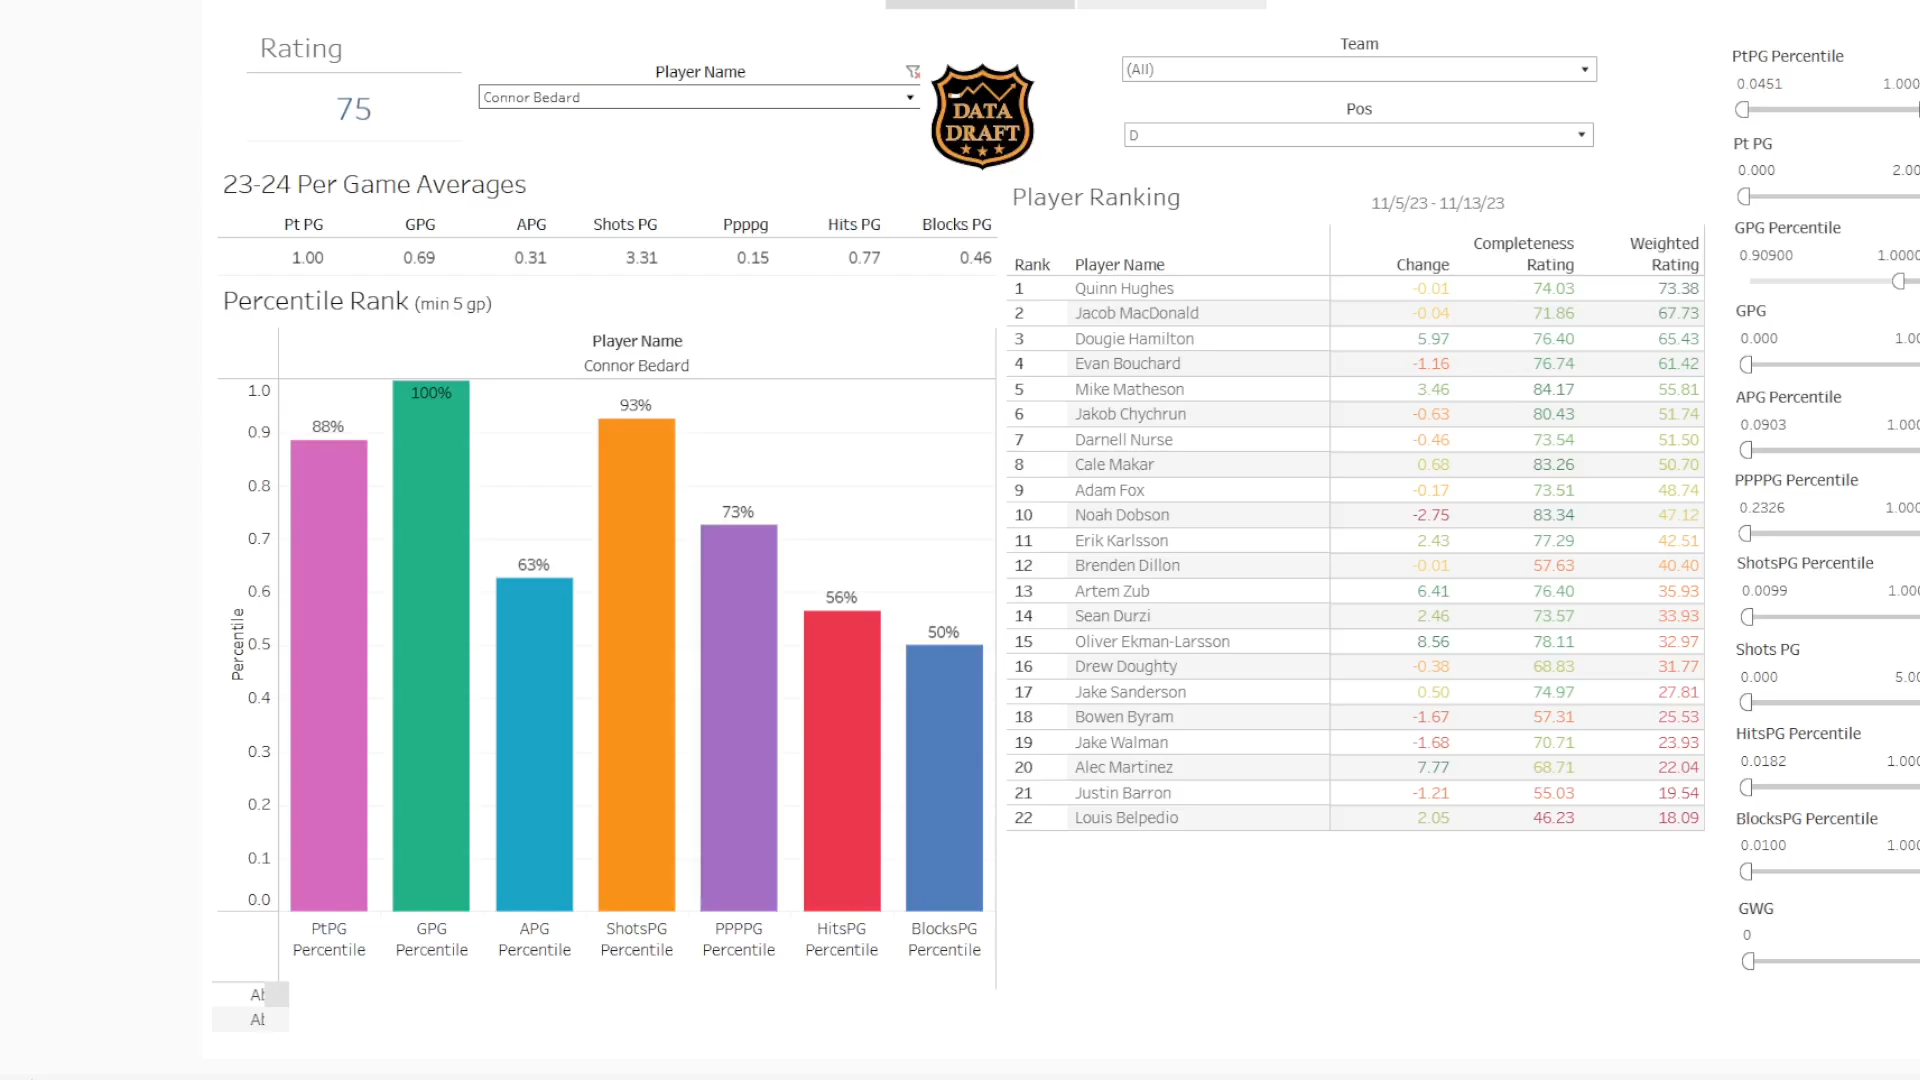 Rating
75
Player Name
Connor Bedard
DATA
DRAFT
Team
(All)
Pos
D
23-24 Per Game Averages
Pt PG GPG APG Shots PG Ppppg Hits PG Blocks PG
1.00 0.69 0.31 3.31 0.15 0.77 0.46
Percentile Rank (min 5 gp)
Player Name
Connor Bedard
Percentile
1.0
0.9
0.8
0.7
0.6
0.5
0.4
0.3
0.2
0.1
0.0
88%
100%
63%
93%
73%
56%
50%
PtPG Percentile
GPG Percentile
APG Percentile
ShotsPG Percentile
PPPPG Percentile
HitsPG Percentile
BlocksPG Percentile
Player Ranking 11/5/23 - 11/13/23
Rank Player Name Change Completeness Rating Weighted Rating
1 Quinn Hughes -0.01 74.03 73.38
2 Jacob MacDonald -0.04 71.86 67.73
3 Dougie Hamilton 5.97 76.40 65.43
4 Evan Bouchard -1.16 76.74 61.42
5 Mike Matheson 3.46 84.17 55.81
6 Jakob Chychrun -0.63 80.43 51.74
7 Darnell Nurse -0.46 73.54 51.50
8 Cale Makar 0.68 83.26 50.70
9 Adam Fox -0.17 73.51 48.74
10 Noah Dobson -2.75 83.34 47.12
11 Erik Karlsson 2.43 77.29 42.51
12 Brenden Dillon -0.01 57.63 40.40
13 Artem Zub 6.41 76.40 35.93
14 Sean Durzi 2.46 73.57 33.93
15 Oliver Ekman-Larsson 8.56 78.11 32.97
16 Drew Doughty -0.38 68.83 31.77
17 Jake Sanderson 0.50 74.97 27.81
18 Bowen Byram -1.67 57.31 25.53
19 Jake Walman -1.68 70.71 23.93
20 Alec Martinez 7.77 68.71 22.04
21 Justin Barron -1.21 55.03 19.54
22 Louis Belpedio 2.05 46.23 18.09
PtPG Percentile
0.0451 1.000
Pt PG
0.000 2.00
GPG Percentile
0.90900 1.0000
GPG
0.000 1.00
APG Percentile
0.0903 1.000
PPPPG Percentile
0.2326 1.000
ShotsPG Percentile
0.0099 1.000
Shots PG
0.000 5.00
HitsPG Percentile
0.0182 1.000
BlocksPG Percentile
0.0100 1.000
GWG
0